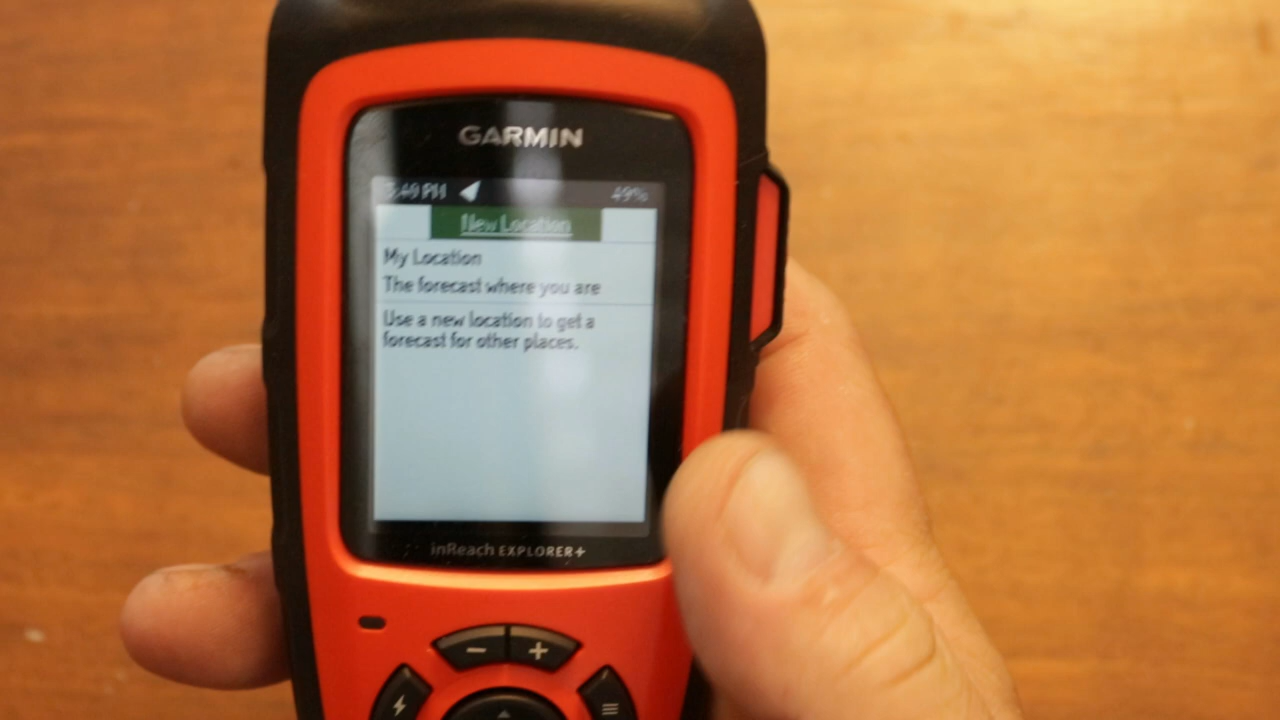 GARMIN
49%
New Location
My Location
The forecast where you are
Use a new location to get a
forecast for other places.
inReach EXPLORER+
- +